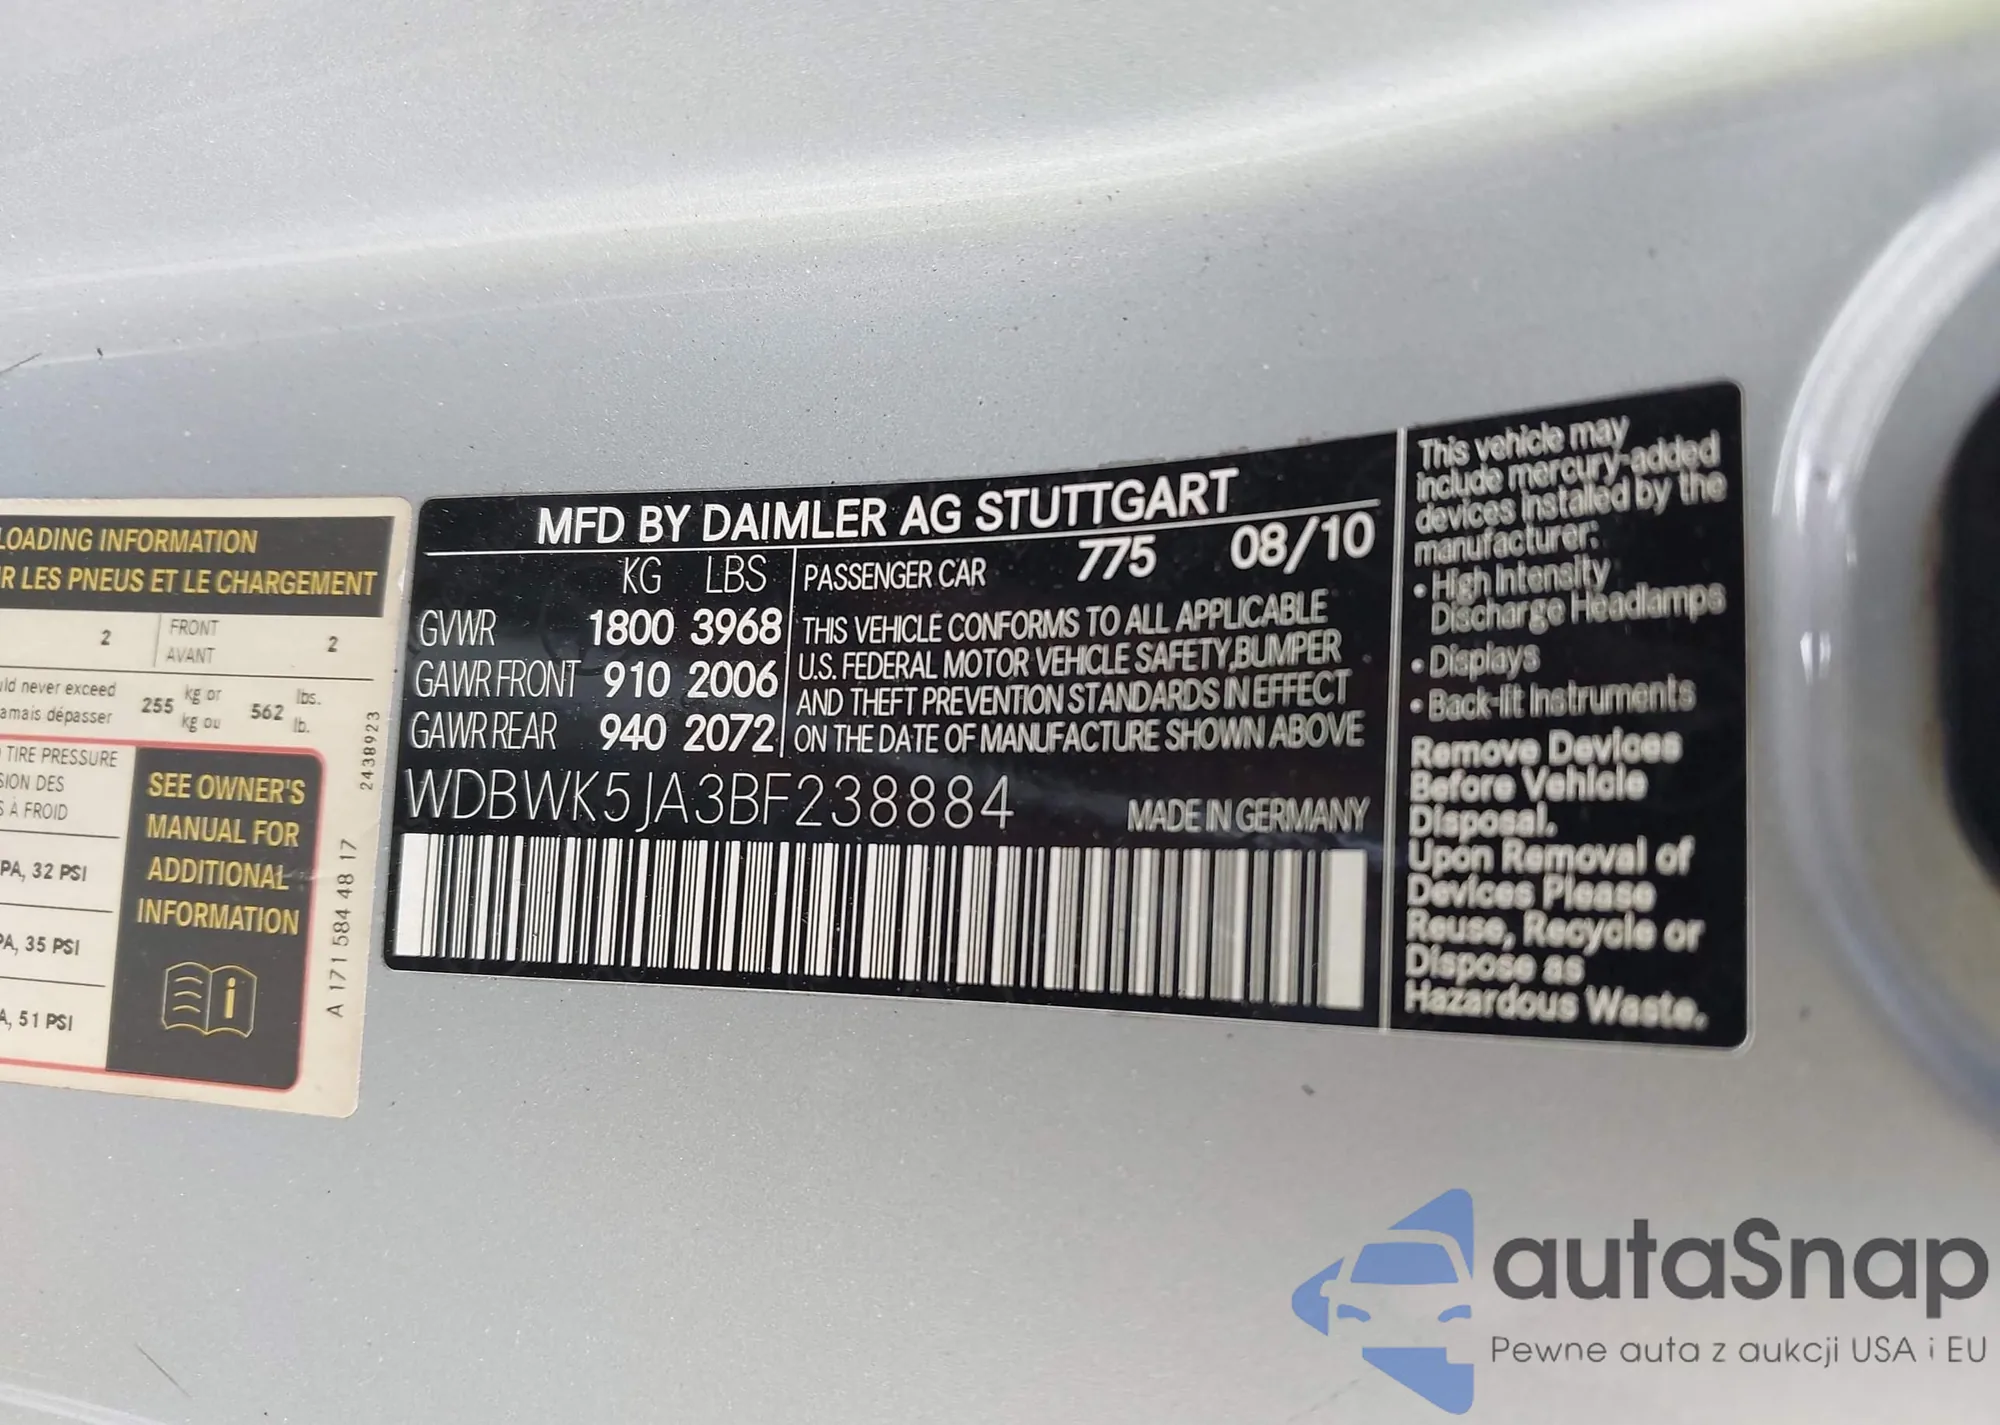 LOADING INFORMATION
R LES PNEUS ET LE CHARGEMENT
2 FRONT 2
AVANT
never exceed 255 kg or 562 lbs.
amais dépasser kg ou lb.
TIRE PRESSURE
DES
À FROID
32 PSI
35 PSI
51 PSI
SEE OWNER'S
MANUAL FOR
ADDITIONAL
INFORMATION
i
2438923
A 171 584 48 17
MFD BY DAIMLER AG STUTTGART
KG LBS PASSENGER CAR 775 08/10
GVWR 1800 3968
GAWR FRONT 910 2006
GAWR REAR 940 2072
THIS VEHICLE CONFORMS TO ALL APPLICABLE
U.S. FEDERAL MOTOR VEHICLE SAFETY,BUMPER
AND THEFT PREVENTION STANDARDS IN EFFECT
ON THE DATE OF MANUFACTURE SHOWN ABOVE
WDBWK5JA3BF238884 MADE IN GERMANY
This vehicle may
include mercury-added
devices installed by the
manufacturer:
• High Intensity
Discharge Headlamps
• Displays
• Back-lit Instruments
Remove Devices
Before Vehicle
Disposal.
Upon Removal of
Devices Please
Reuse, Recycle or
Dispose as
Hazardous Waste.
autaSnap
Pewne auta z aukcji USA i EU